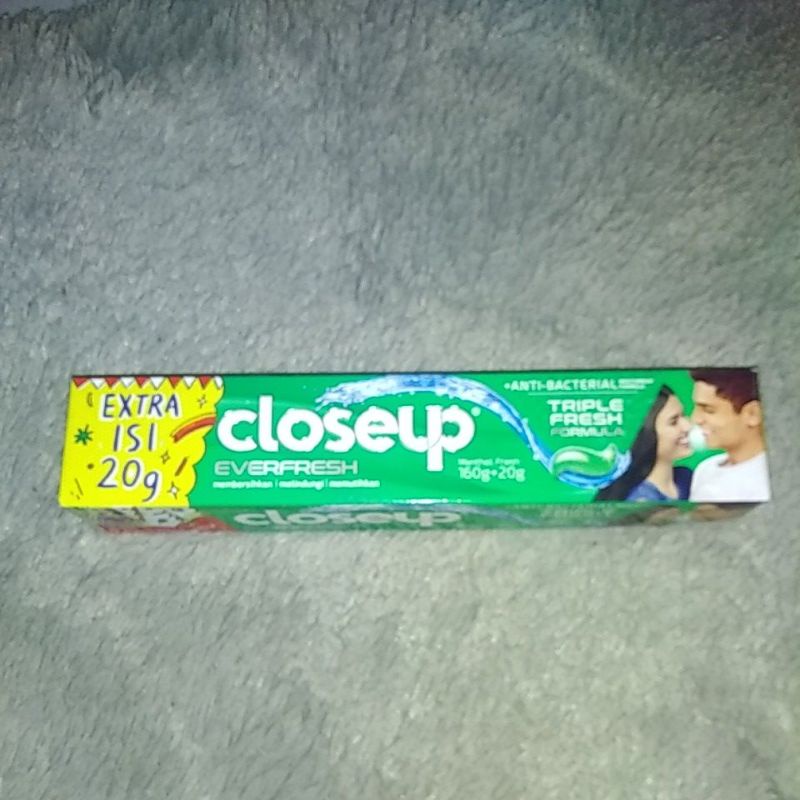 EXTRA
ISI
20g
closeup
EVERFRESH
membersihkan | melindungi | memutihkan
Menthol Fresh
160g+20g
+ANTI-BACTERIAL
TRIPLE
FRESH
FORMULA
closeup